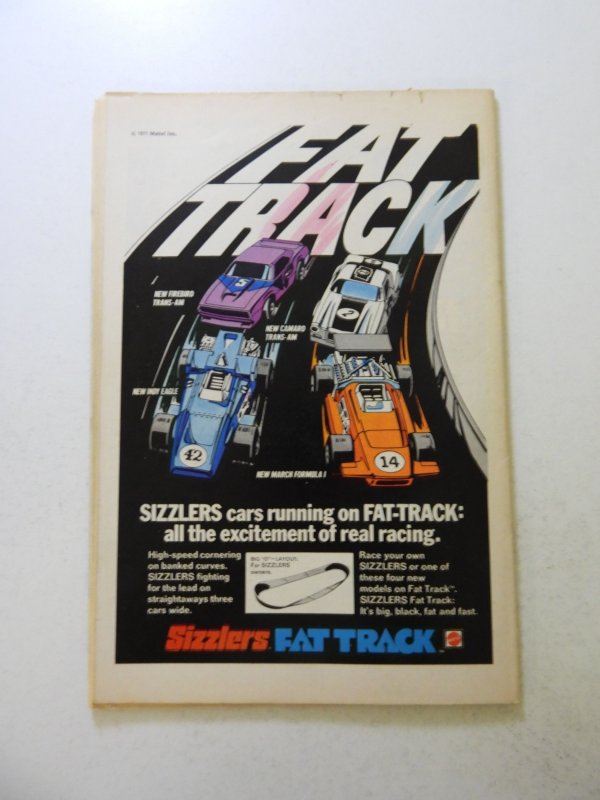 © 1971 Mattel Inc.
FAT
TRACK
5
NEW FIREBIRD
TRANS-AM
2
NEW CAMARO
TRANS-AM
NEW INDY EAGLE
42
14
NEW MARCH FORMULA I
SIZZLERS cars running on FAT-TRACK:
all the excitement of real racing.
High-speed cornering
on banked curves.
SIZZLERS fighting
for the lead on
straightaways three
cars wide.
BIG "O"—LAYOUT.
For SIZZLERS
owners.
Race your own
SIZZLERS or one of
these four new
models on Fat Track™.
SIZZLERS Fat Track:
It's big, black, fat and fast.
Sizzlers FAT TRACK